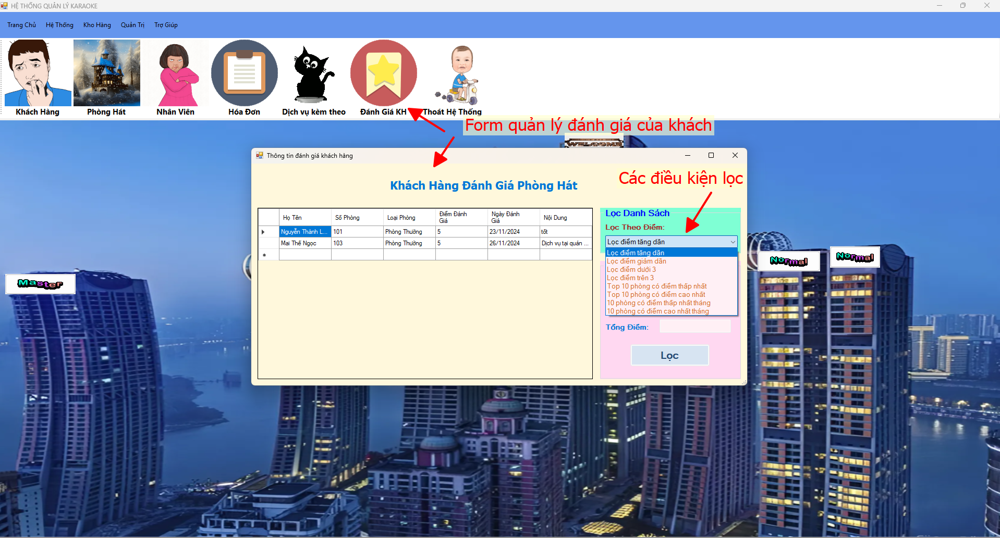 HỆ THỐNG QUẢN LÝ KARAOKE
Trang Chủ Hệ Thống Kho Hàng Quản Trị Trợ Giúp
Khách Hàng Phòng Hát Nhân Viên Hóa Đơn Dịch vụ kèm theo Đánh Giá KH Thoát Hệ Thống
Form quản lý đánh giá của khách
WELCOME
Thông tin đánh giá khách hàng
Các điều kiện lọc
Khách Hàng Đánh Giá Phòng Hát
Họ Tên Số Phòng Loại Phòng Điểm Đánh Giá Ngày Đánh Giá Nội Dung
Nguyễn Thành L... 101 Phòng Thường 5 23/11/2024 tốt
Mai Thế Ngọc 103 Phòng Thường 5 26/11/2024 Dịch vụ tại quán ...
Lọc Danh Sách
Lọc Theo Điểm:
Lọc điểm tăng dần
Lọc điểm tăng dần
Lọc điểm giảm dần
Lọc điểm dưới 3
Lọc điểm trên 3
Top 10 phòng có điểm thấp nhất
Top 10 phòng có điểm cao nhất
10 phòng có điểm thấp nhất tháng
10 phòng có điểm cao nhất tháng
Tổng Điểm:
Lọc
Master
Normal
Normal